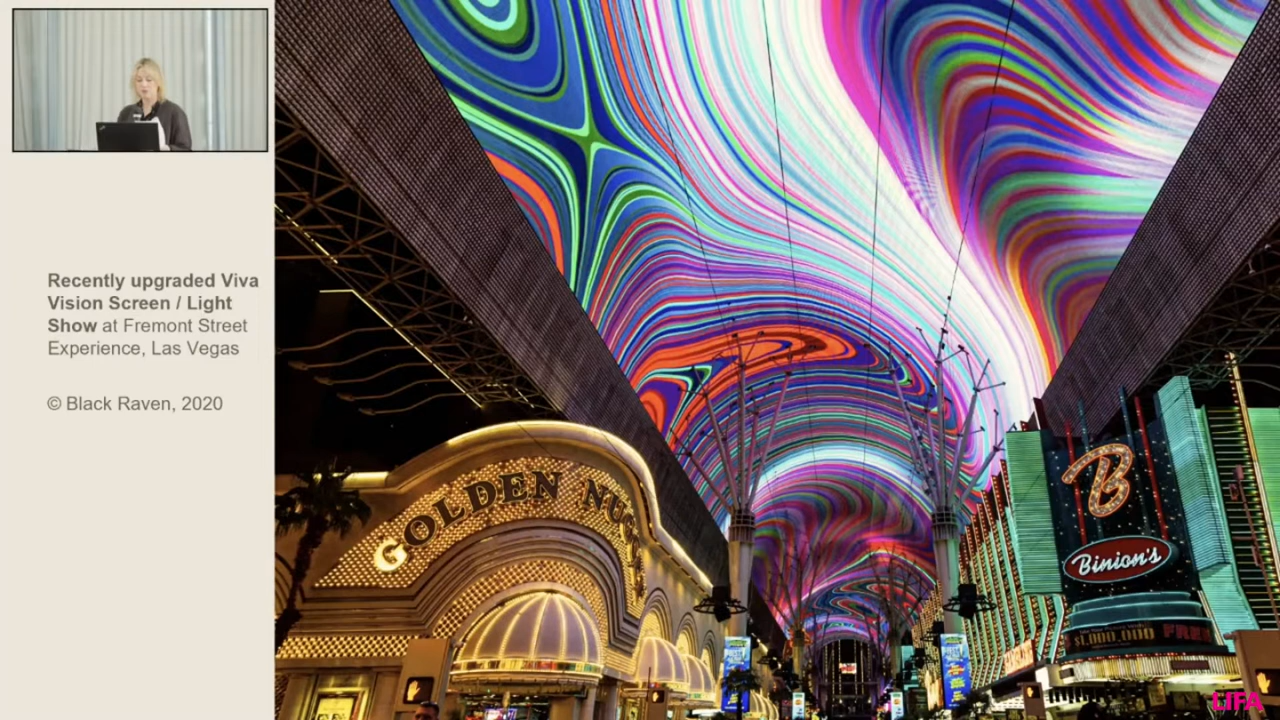 Recently upgraded Viva
Vision Screen / Light
Show at Fremont Street
Experience, Las Vegas
© Black Raven, 2020
GOLDEN NUGG
B
Binion's
$1,000,000 FREE
LIFA